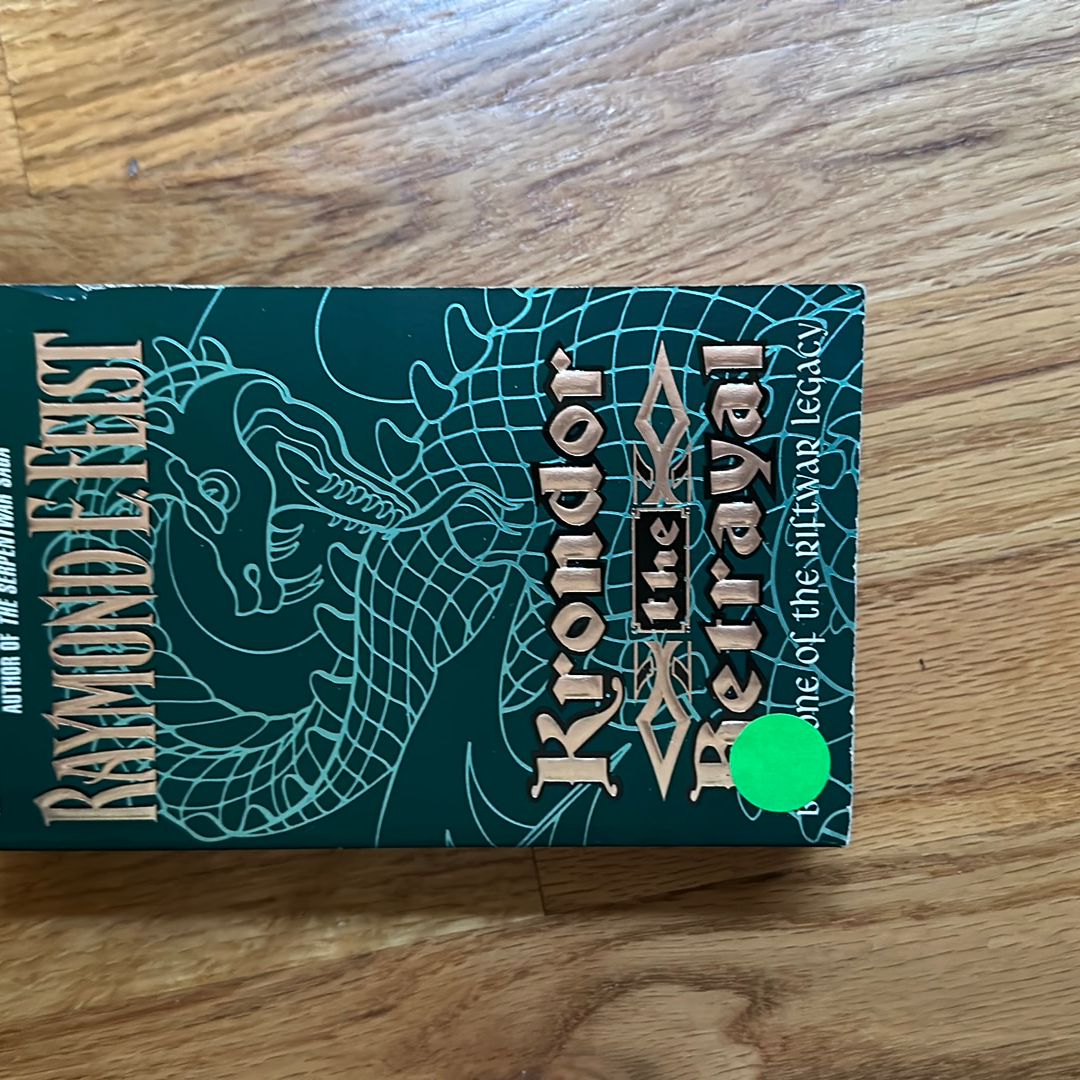 AUTHOR OF THE SERPENTWAR SAGA
RAYMOND E FEIST
Krondor
the
Betrayal
one of the Riftwar Legacy